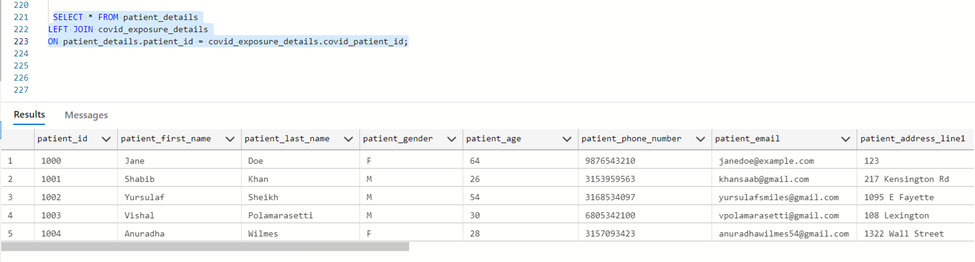 220
221 SELECT * FROM patient_details
222 LEFT JOIN covid_exposure_details
223 ON patient_details.patient_id = covid_exposure_details.covid_patient_id;
224
225
226
227
Results Messages
patient_id patient_first_name patient_last_name patient_gender patient_age patient_phone_number patient_email patient_address_line1
1 1000 Jane Doe F 64 9876543210 janedoe@example.com 123
2 1001 Shabib Khan M 26 3153959563 khansaab@gmail.com 217 Kensington Rd
3 1002 Yursulaf Sheikh M 54 3168534097 yursulafsmiles@gmail.com 1095 E Fayette
4 1003 Vishal Polamarasetti M 30 6805342100 vpolamarasetti@gmail.com 108 Lexington
5 1004 Anuradha Wilmes F 28 3157093423 anuradhawilmes54@gmail.com 1322 Wall Street